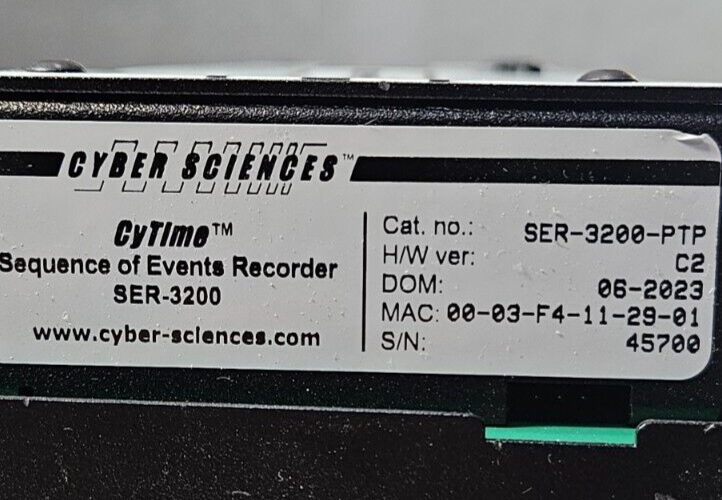 CYBER SCIENCES™
CyTime™
Sequence of Events Recorder
SER-3200
www.cyber-sciences.com
Cat. no.: SER-3200-PTP
H/W ver: C2
DOM: 06-2023
MAC: 00-03-F4-11-29-01
S/N: 45700